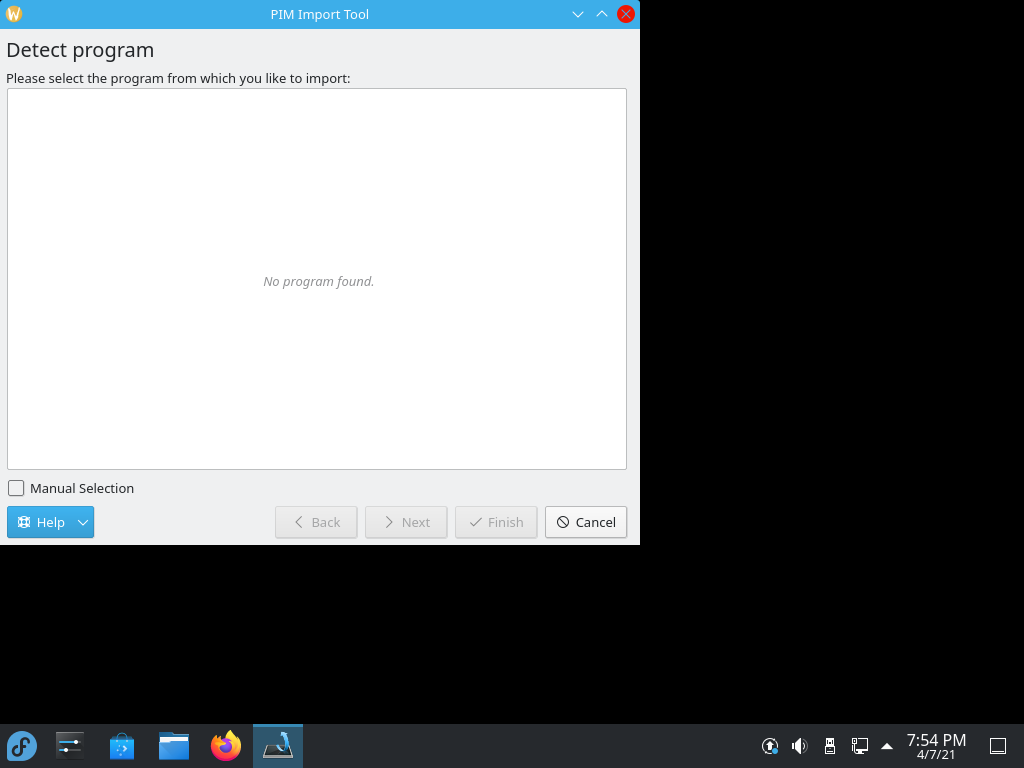 PIM Import Tool
Detect program
Please select the program from which you like to import:
No program found.
Manual Selection
Help
Back
Next
Finish
Cancel
7:54 PM
4/7/21